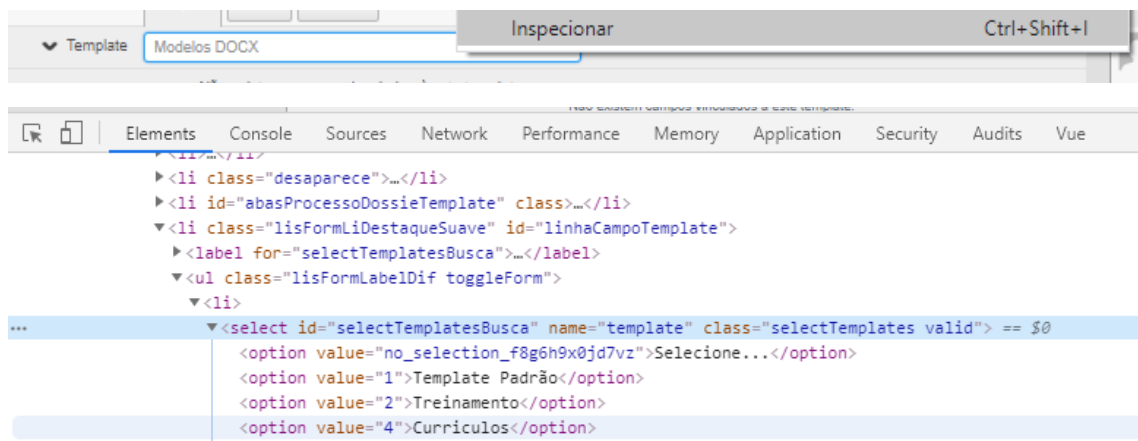 Inspecionar Ctrl+Shift+I
Template Modelos DOCX
Não existem campos vinculados a este template.
Elements Console Sources Network Performance Memory Application Security Audits Vue
<li>…</li>
<li class="desaparece">…</li>
<li id="abasProcessoDossieTemplate" class>…</li>
<li class="lisFormLiDestaqueSuave" id="linhaCampoTemplate">
<label for="selectTemplatesBusca">…</label>
<ul class="lisFormLabelDif toggleForm">
<li>
... <select id="selectTemplatesBusca" name="template" class="selectTemplates valid"> == $0
<option value="no_selection_f8g6h9x0jd7vz">Selecione...</option>
<option value="1">Template Padrão</option>
<option value="2">Treinamento</option>
<option value="4">Curriculos</option>